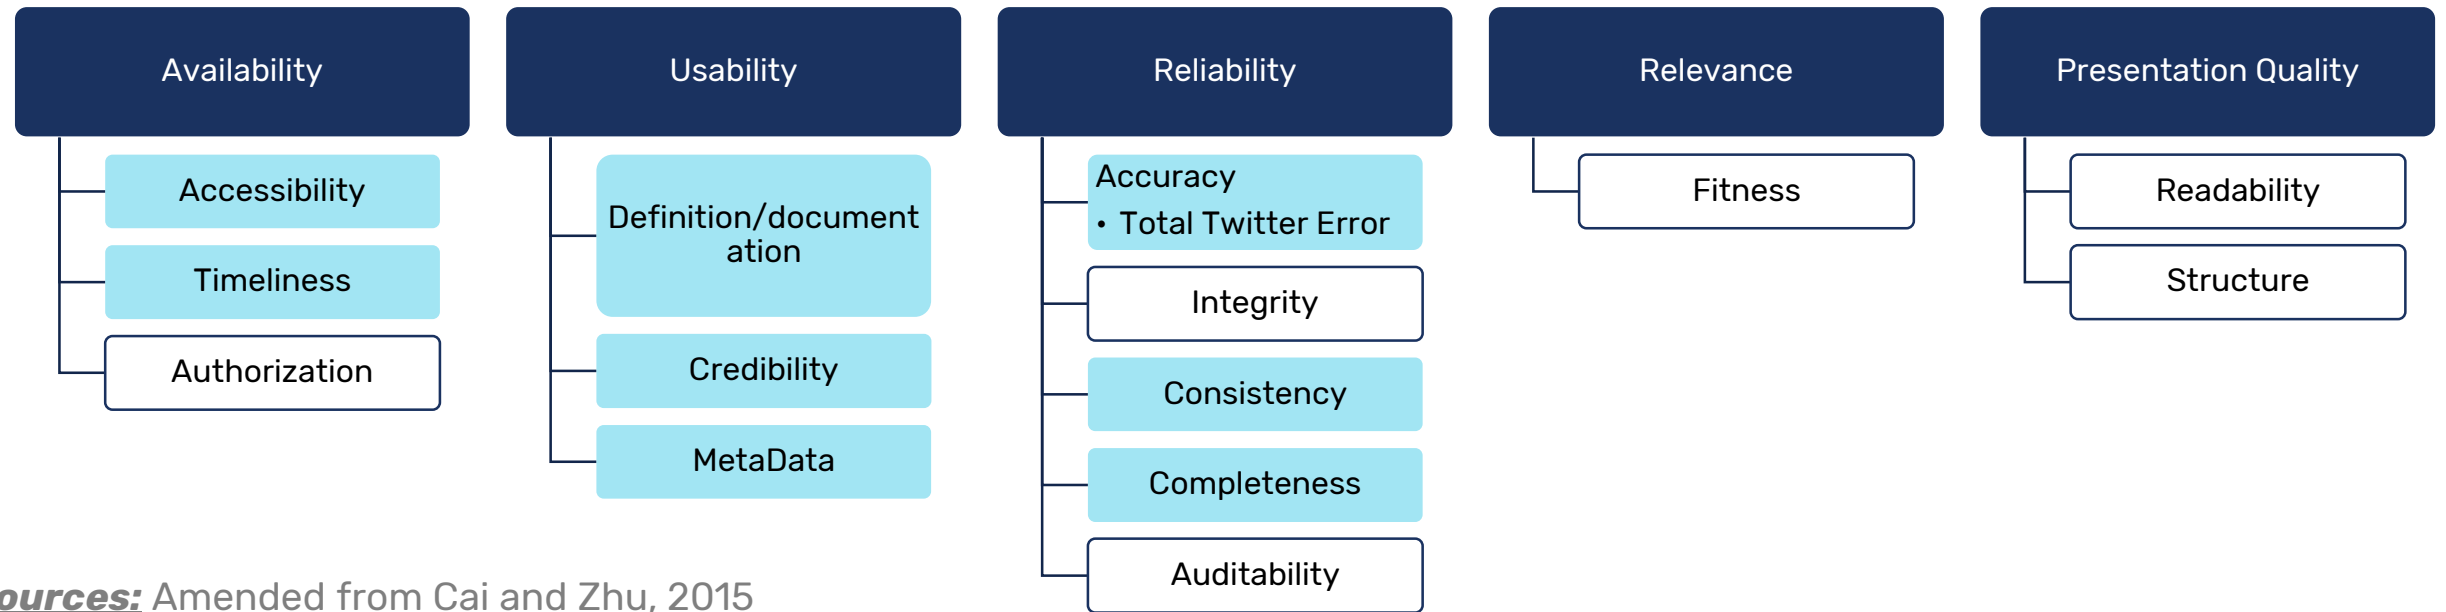 Availability
Accessibility
Timeliness
Authorization
Usability
Definition/document
ation
Credibility
MetaData
Reliability
Accuracy
• Total Twitter Error
Integrity
Consistency
Completeness
Auditability
Relevance
Fitness
Presentation Quality
Readability
Structure
ources: Amended from Cai and Zhu, 2015